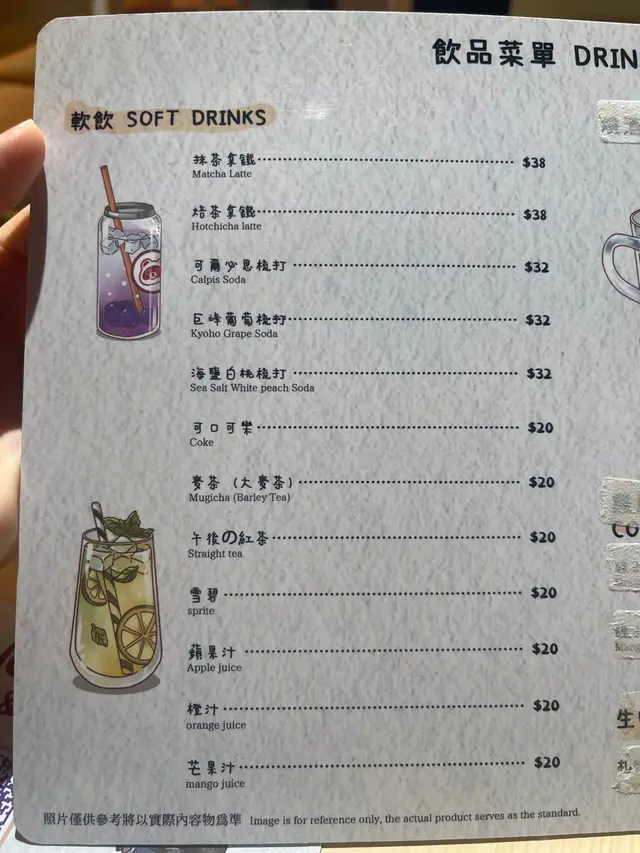 飲品菜單 DRIN
軟飲 SOFT DRINKS
抹茶拿鐵 $38
Matcha Latte
焙茶拿鐵 $38
Hotchicha latte
可爾必思梳打 $32
Calpis Soda
巨峰葡萄梳打 $32
Kyoho Grape Soda
海鹽白桃梳打 $32
Sea Salt White peach Soda
可口可樂 $20
Coke
麥茶 (大麥茶) $20
Mugicha (Barley Tea)
午後の紅茶 $20
Straight tea
雪碧 $20
sprite
蘋果汁 $20
Apple juice
橙汁 $20
orange juice
芒果汁 $20
mango juice
CO
生
札
照片僅供參考將以實際內容物爲準 Image is for reference only, the actual product serves as the standard.